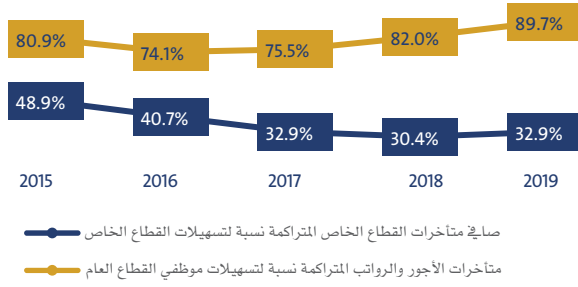 80.9% 74.1% 75.5% 82.0% 89.7%
48.9% 40.7% 32.9% 30.4% 32.9%
2015 2016 2017 2018 2019
صافي متأخرات القطاع الخاص المتراكمة نسبة لتسهيلات القطاع الخاص
متأخرات الأجور والرواتب المتراكمة نسبة لتسهيلات موظفي القطاع العام